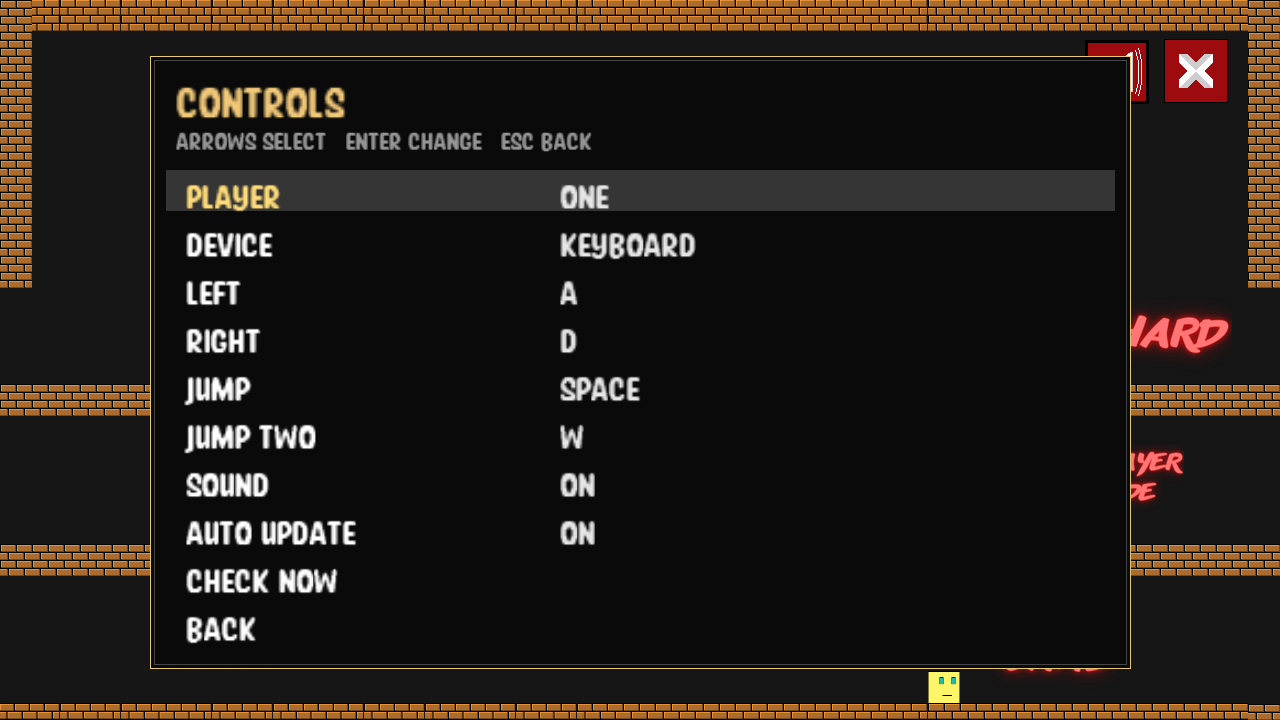 CONTROLS
ARROWS SELECT ENTER CHANGE ESC BACK
PLAYER ONE
DEVICE KEYBOARD
LEFT A
RIGHT D
JUMP SPACE
JUMP TWO W
SOUND ON
AUTO UPDATE ON
CHECK NOW
BACK
HARD